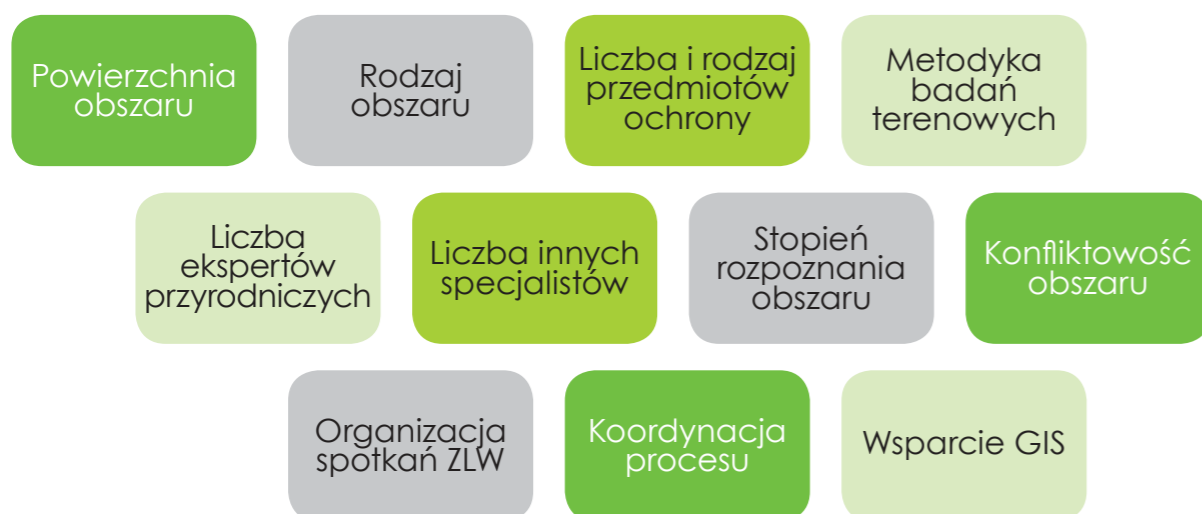 Powierzchnia
obszaru
Rodzaj
obszaru
Liczba i rodzaj
przedmiotów
ochrony
Metodyka
badań
terenowych
Liczba
ekspertów
przyrodniczych
Liczba innych
specjalistów
Stopień
rozpoznania
obszaru
Konfliktowość
obszaru
Organizacja
spotkań ZLW
Koordynacja
procesu
Wsparcie GIS